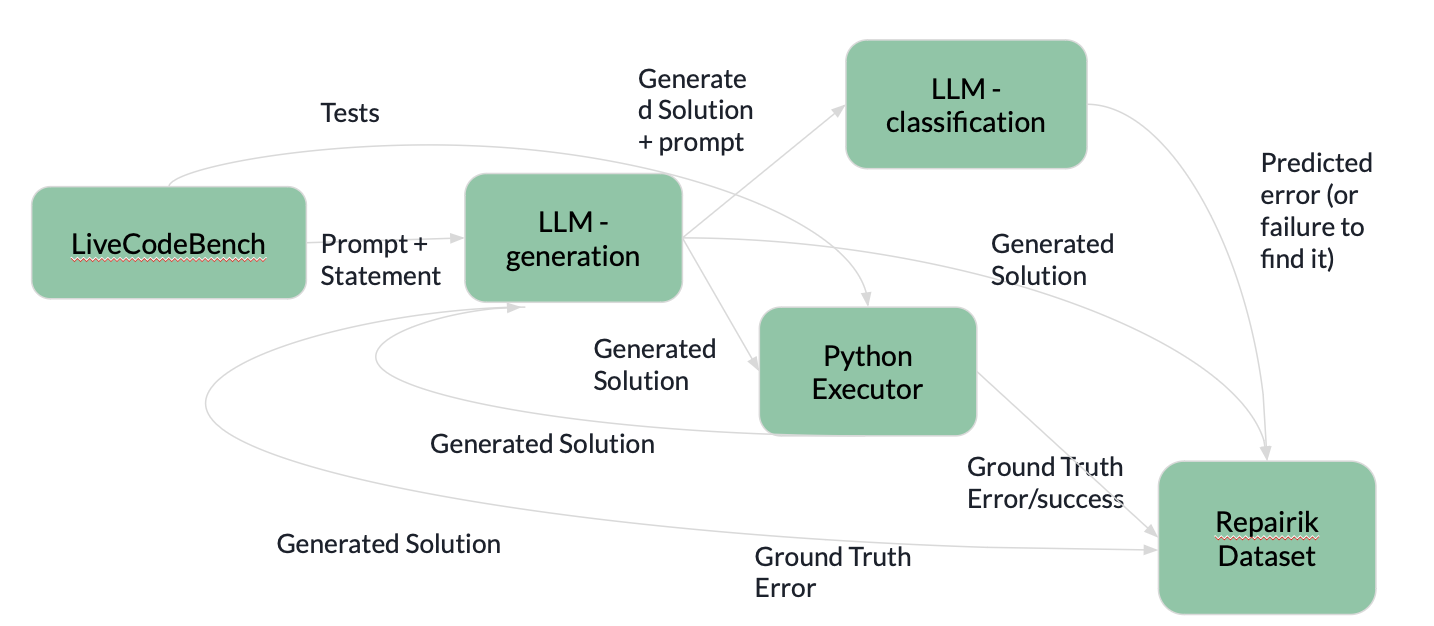 Tests
Generate
d Solution
+ prompt
LLM -
classification
LiveCodeBench
Prompt +
Statement
LLM -
generation
Predicted
error (or
failure to
find it)
Generated
Solution
Generated
Solution
Python
Executor
Generated Solution
Ground Truth
Error/success
Generated Solution
Ground Truth
Error
Repairik
Dataset